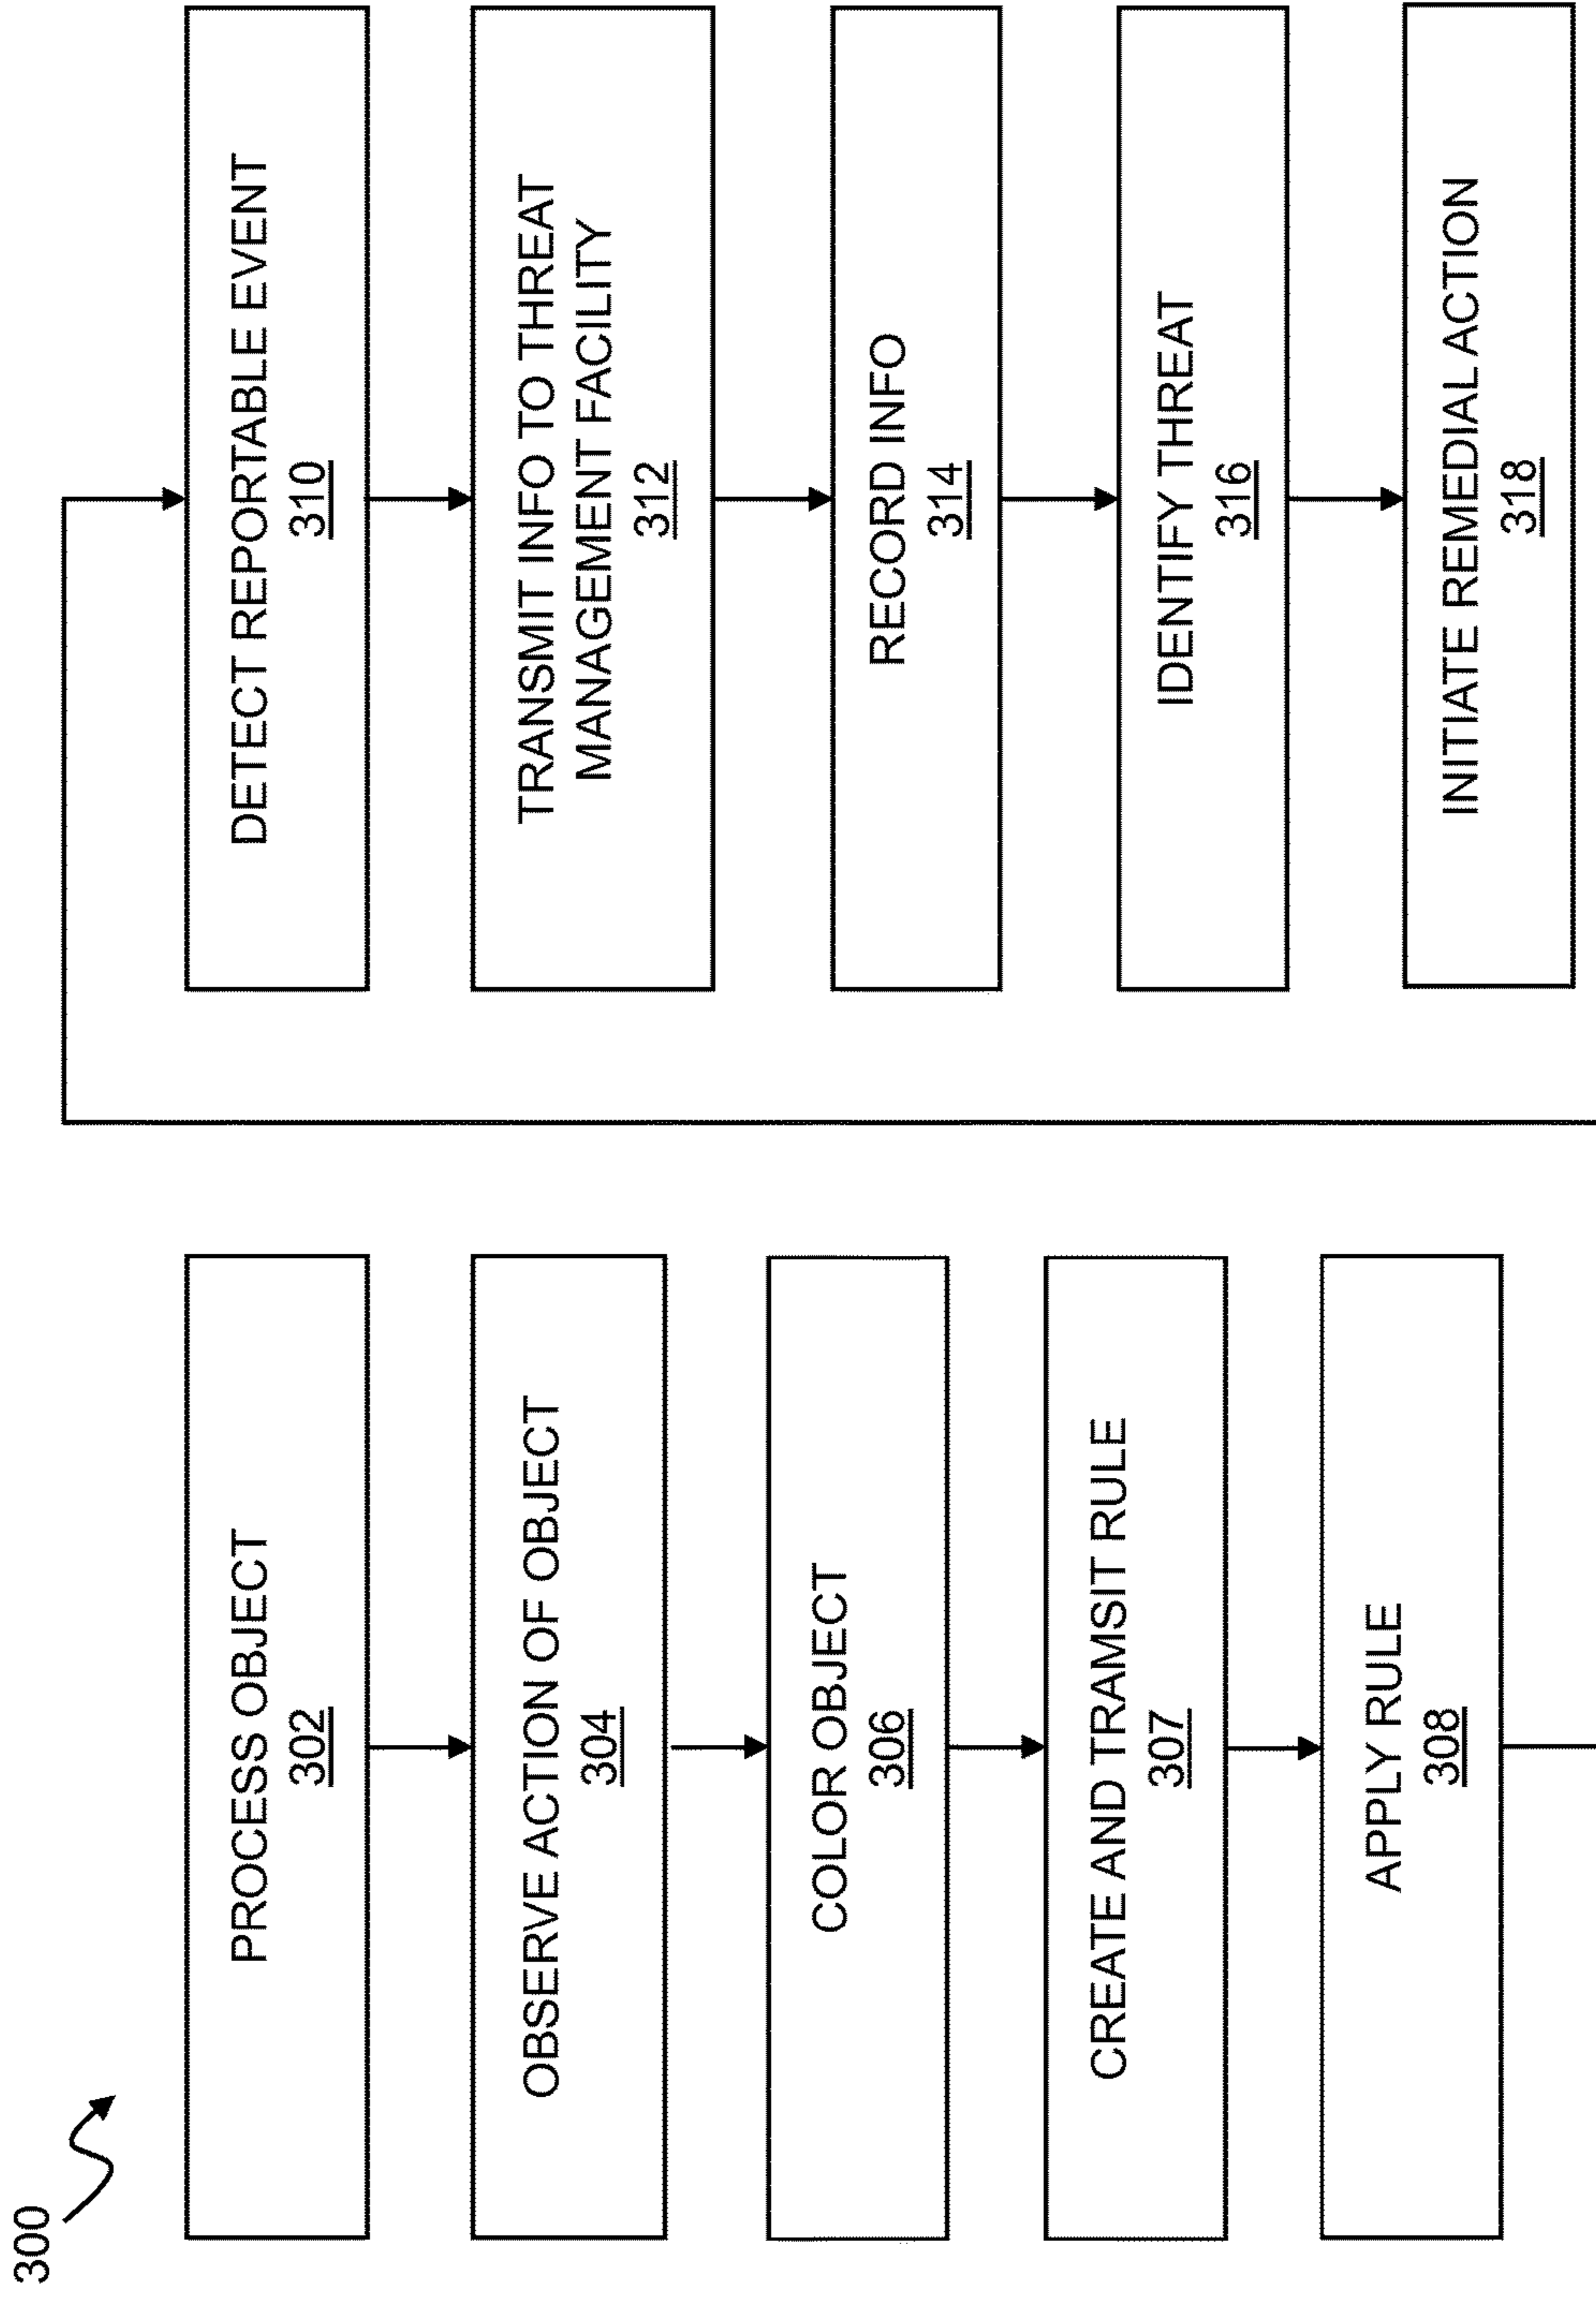 300
PROCESS OBJECT
302
OBSERVE ACTION OF OBJECT
304
COLOR OBJECT
306
CREATE AND TRAMSIT RULE
307
APPLY RULE
308
DETECT REPORTABLE EVENT
310
TRANSMIT INFO TO THREAT
MANAGEMENT FACILITY
312
RECORD INFO
314
IDENTIFY THREAT
316
INITIATE REMEDIAL ACTION
318